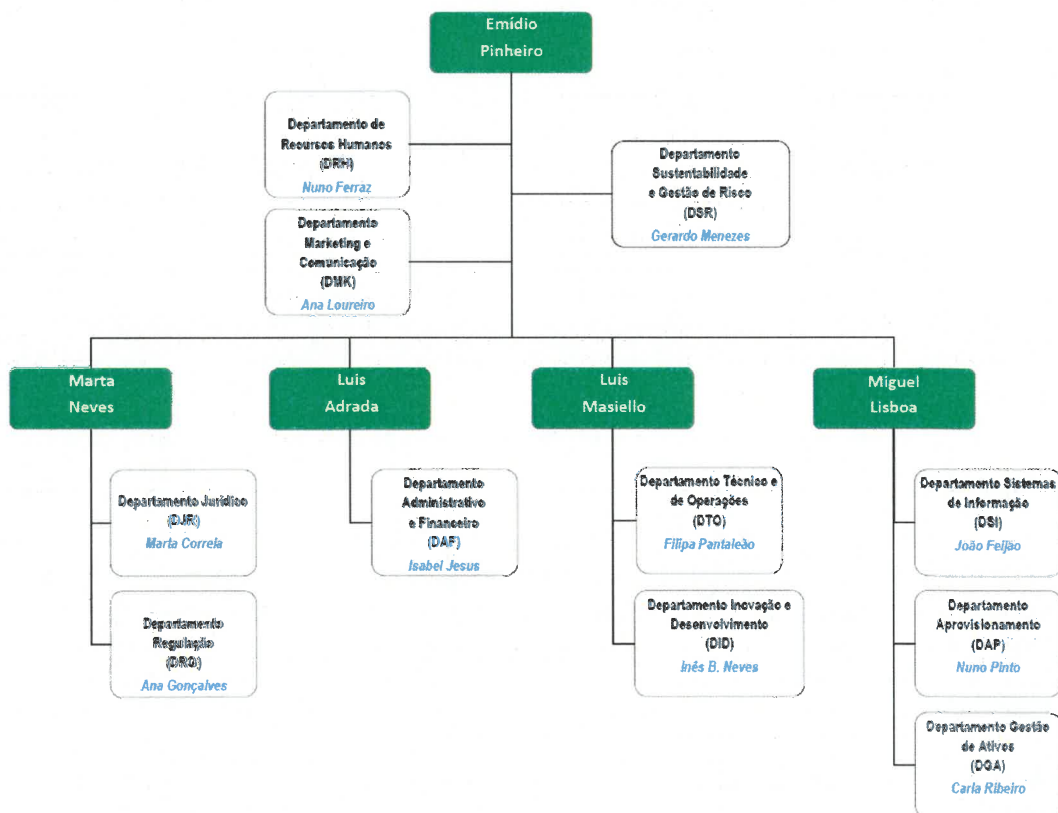 Emídio
Pinheiro
Departamento de
Recursos Humanos
(DRH)
Nuno Ferraz
Departamento
Sustentabilidade
e Gestão de Risco
(DSR)
Gerardo Menezes
Departamento
Marketing e
Comunicação
(DMK)
Ana Loureiro
Marta
Neves
Luis
Adrada
Luis
Masiello
Miguel
Lisboa
Departamento Jurídico
(DJR)
Marta Correia
Departamento
Regulação
(DRG)
Ana Gonçalves
Departamento
Administrativo
e Financeiro
(DAF)
Isabel Jesus
Departamento Técnico e
de Operações
(DTO)
Filipa Pantaleão
Departamento Inovação e
Desenvolvimento
(DID)
Inês B. Neves
Departamento Sistemas
de Informação
(DSI)
João Feijão
Departamento
Aprovisionamento
(DAP)
Nuno Pinto
Departamento Gestão
de Ativos
(DGA)
Carla Ribeiro